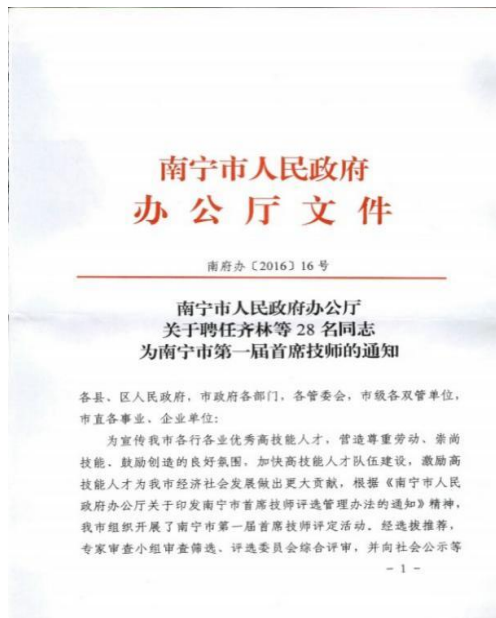 南宁市人民政府
办公厅文件
南府办〔2016〕16号
南宁市人民政府办公厅
关于聘任齐林等28名同志
为南宁市第一届首席技师的通知
各县、区人民政府，市政府各部门，各管委会，市级各双管单位，
市直各事业、企业单位：
为宣传我市各行各业优秀高技能人才，营造尊重劳动、崇尚
技能、鼓励创造的良好氛围，加快高技能人才队伍建设，激励高
技能人才为我市经济社会发展做出更大贡献，根据《南宁市人民
政府办公厅关于印发南宁市首席技师评选管理办法的通知》精神，
我市组织开展了南宁市第一届首席技师评定活动。经选拔推荐，
专家审查小组审查筛选、评选委员会综合评审，并向社会公示等
- 1 -